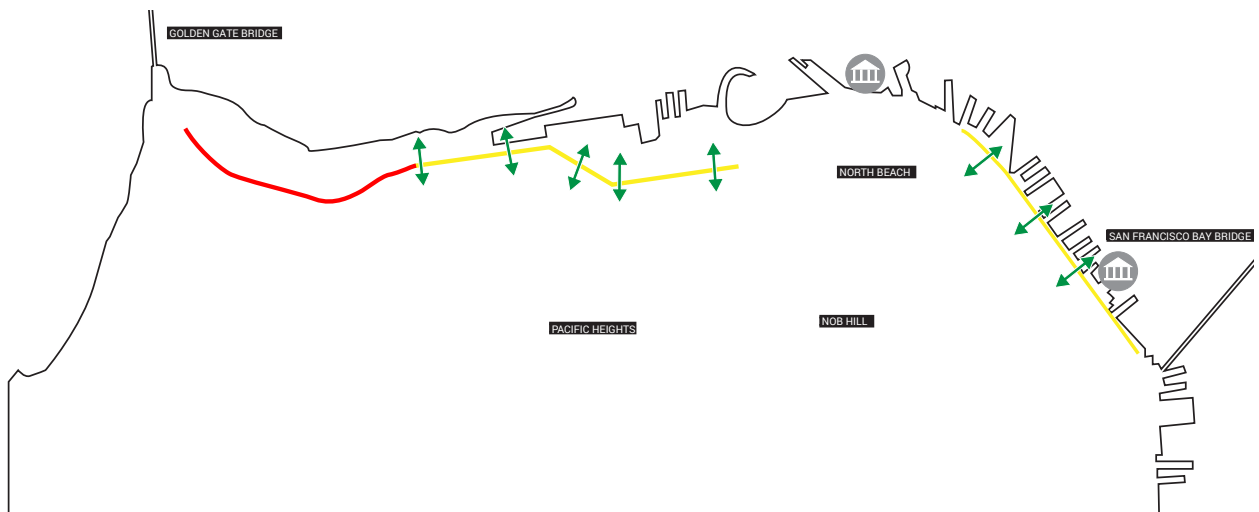 GOLDEN GATE BRIDGE
NORTH BEACH
SAN FRANCISCO BAY BRIDGE
NOB HILL
PACIFIC HEIGHTS